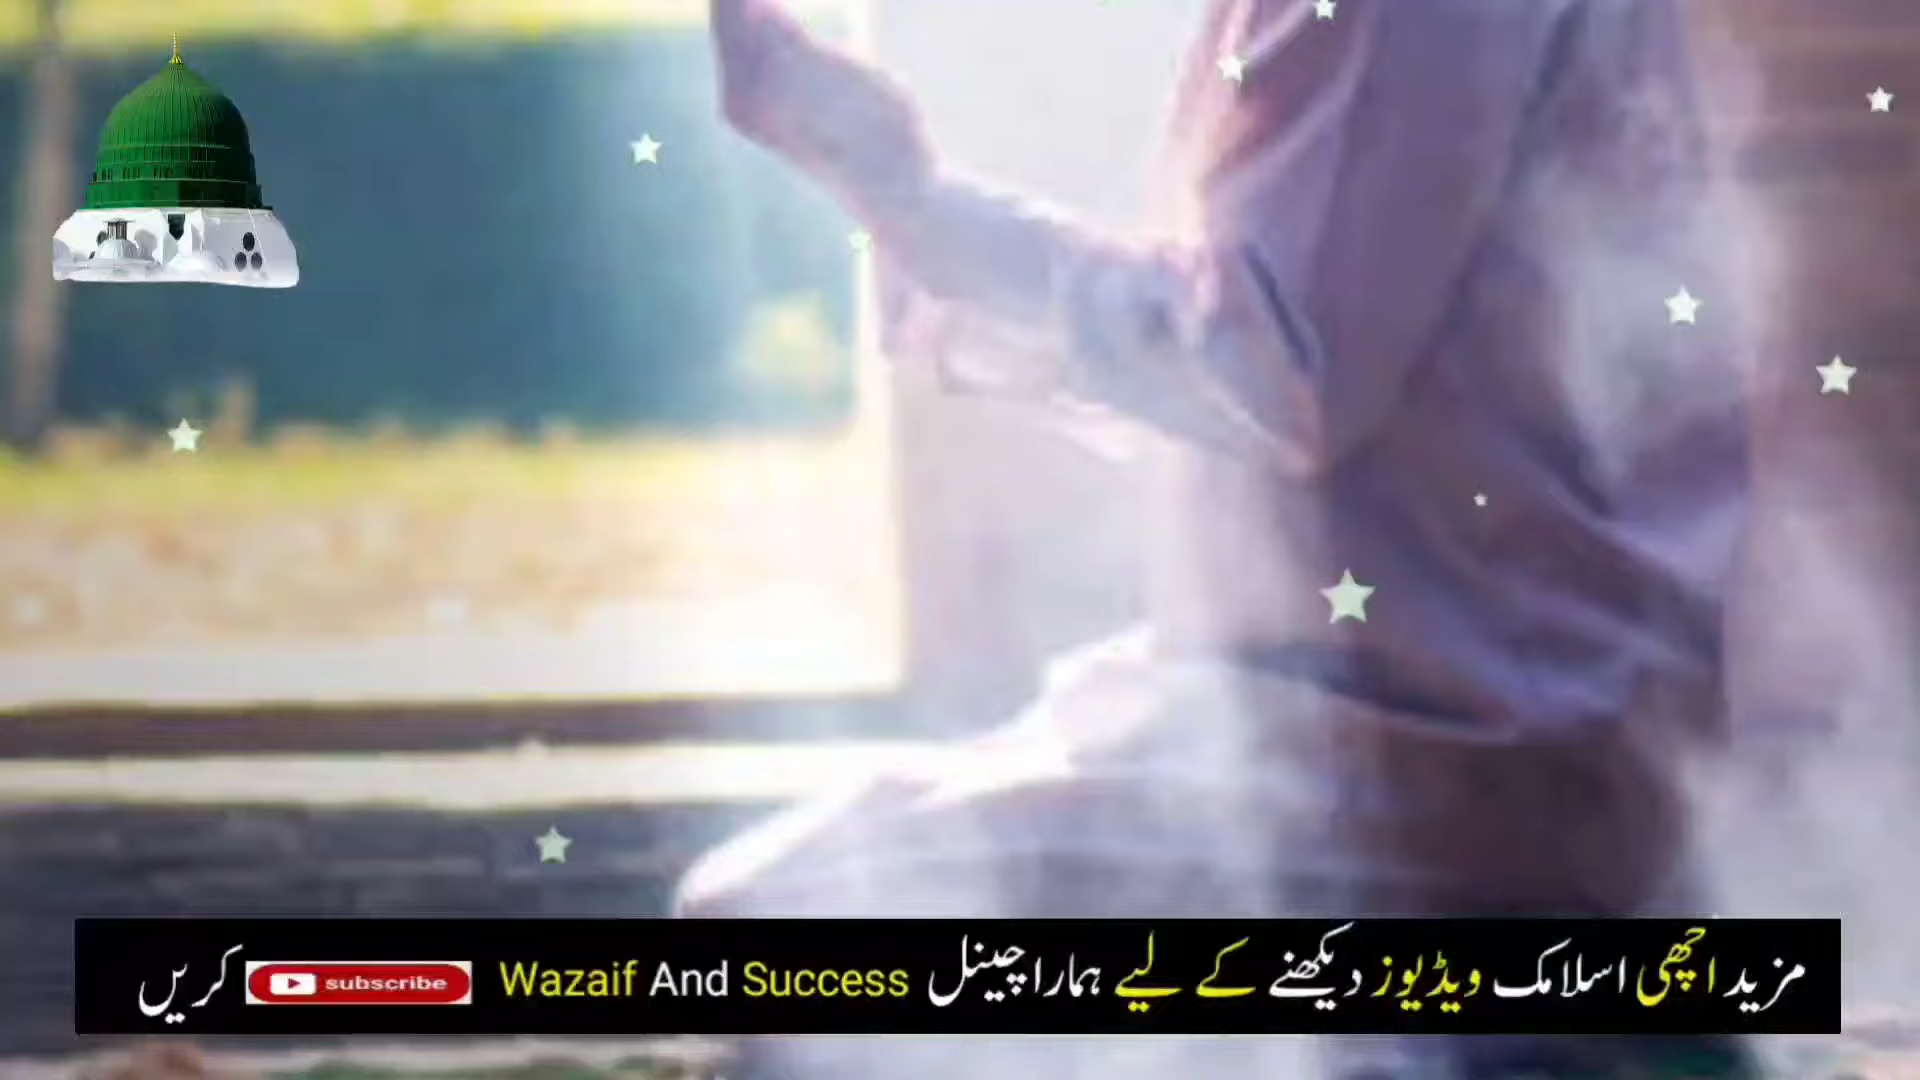 مزید اچھی اسلامک ویڈیوز دیکھنے کے لیے ہمارا چینل Wazaif And Success subscribe کریں